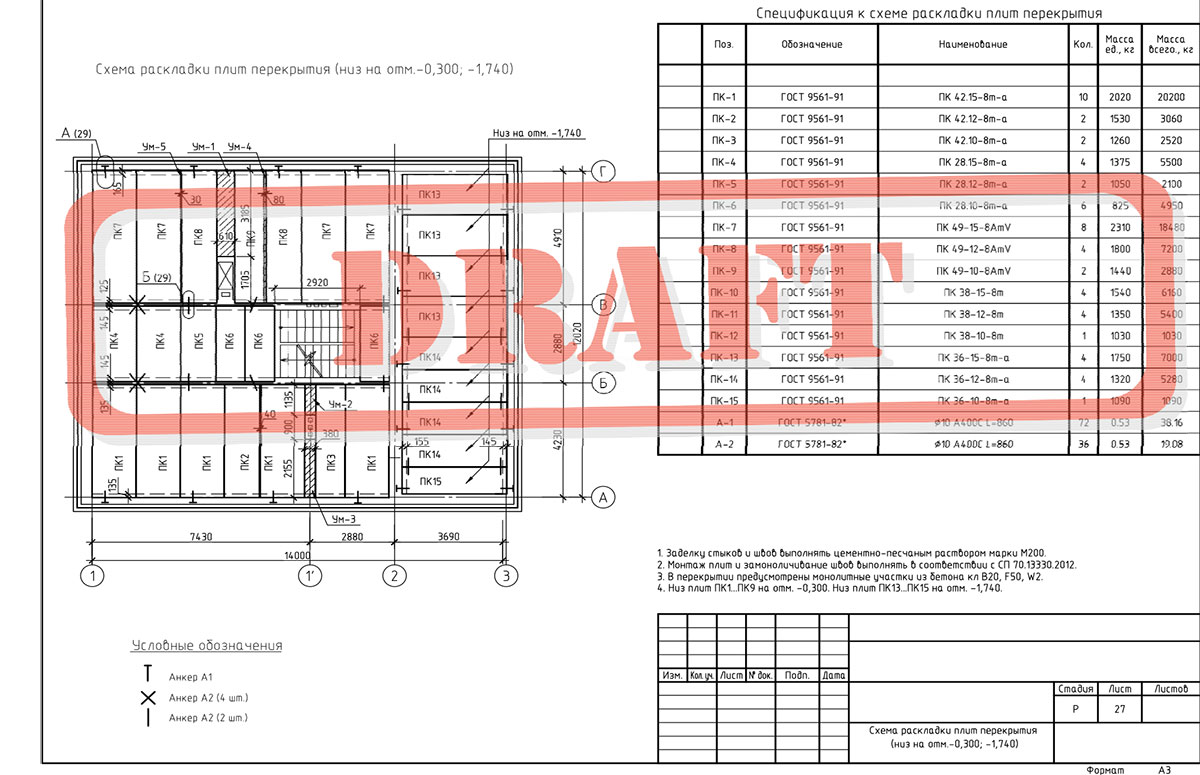 Спецификация к схеме раскладки плит перекрытия
Схема раскладки плит перекрытия (низ на отм.-0,300; -1,740)
Поз. Обозначение Наименование Кол. Масса ед., кг Масса всего., кг
ПК-1 ГОСТ 9561-91 ПК 42.15-8т-а 10 2020 20200
ПК-2 ГОСТ 9561-91 ПК 42.12-8т-а 2 1530 3060
ПК-3 ГОСТ 9561-91 ПК 42.10-8т-а 2 1260 2520
ПК-4 ГОСТ 9561-91 ПК 28.15-8т-а 4 1375 5500
ПК-5 ГОСТ 9561-91 ПК 28.12-8т-а 2 1050 2100
ПК-6 ГОСТ 9561-91 ПК 28.10-8т-а 6 825 4950
ПК-7 ГОСТ 9561-91 ПК 49-15-8АтV 8 2310 18480
ПК-8 ГОСТ 9561-91 ПК 49-12-8АтV 4 1800 7200
ПК-9 ГОСТ 9561-91 ПК 49-10-8АтV 2 1440 2880
ПК-10 ГОСТ 9561-91 ПК 38-15-8т 4 1540 6160
ПК-11 ГОСТ 9561-91 ПК 38-12-8т 4 1350 5400
ПК-12 ГОСТ 9561-91 ПК 38-10-8т 1 1030 1030
ПК-13 ГОСТ 9561-91 ПК 36-15-8т-а 4 1750 7000
ПК-14 ГОСТ 9561-91 ПК 36-12-8т-а 4 1320 5280
ПК-15 ГОСТ 9561-91 ПК 36-10-8т-а 1 1090 1090
А-1 ГОСТ 5781-82* Ф10 А400С L=860 72 0.53 38.16
А-2 ГОСТ 5781-82* Ф10 А400С L=860 36 0.53 19.08
DRAFT
А (29)
Ум-5 Ум-1 Ум-4
Низ на отм. -1,740
Г
165 30 3185 80
ПК13
ПК7 ПК7 ПК8 610 ПК9 ПК8 ПК7 ПК7
ПК13
4910
Б (29)
ПК13
125 1705 2920
В
145
ПК13
12020
ПК4 ПК4 ПК5 ПК6 ПК6 ПК6
2880
145
ПК14
Б
135 1135
ПК14
Ум-2
40 900 380
ПК14
155 145
4230
ПК14
ПК1 ПК1 ПК1 ПК2 ПК1 2155 ПК3 ПК1
ПК15
135
А
Ум-3
7430 2880 3690
14000
1 1' 2 3
1. Заделку стыков и швов выполнять цементно-песчаным раствором марки М200.
2. Монтаж плит и замоноличивание швов выполнять в соответствии с СП 70.13330.2012.
3. В перекрытии предусмотрены монолитные участки из бетона кл В20, F50, W2.
4. Низ плит ПК1...ПК9 на отм. -0,300. Низ плит ПК13...ПК15 на отм. -1,740.
Условные обозначения
Анкер А1
Анкер А2 (4 шт.)
Анкер А2 (2 шт.)
Изм. Кол.уч. Лист № док. Подп. Дата
Стадия Лист Листов
Р 27
Схема раскладки плит перекрытия
(низ на отм.-0,300; -1,740)
Формат А3